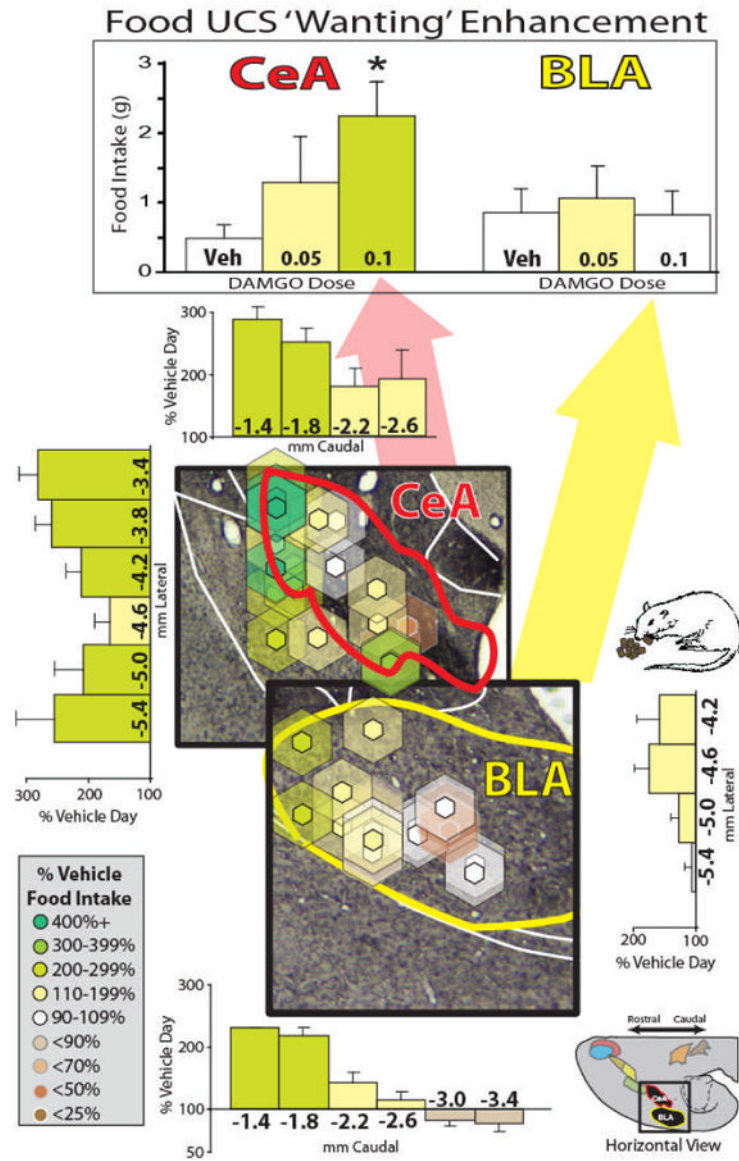 Food UCS 'Wanting' Enhancement
CeA
*
BLA
Food Intake (g)
3
2
1
0
Veh
0.05
0.1
Veh
0.05
0.1
DAMGO Dose
DAMGO Dose
% Vehicle Day
300
200
100
-1.4
-1.8
-2.2
-2.6
mm Caudal
-3.4
-3.8
-4.2
-4.6
-5.0
-5.4
mm Lateral
300
200
100
% Vehicle Day
CeA
BLA
-4.2
-4.6
-5.0
-5.4
mm Lateral
200
100
% Vehicle Day
% Vehicle
Food Intake
400%+
300-399%
200-299%
110-199%
90-109%
<90%
<70%
<50%
<25%
% Vehicle Day
300
200
100
50
-1.4
-1.8
-2.2
-2.6
-3.0
-3.4
mm Caudal
Rostral
Caudal
CeA
BLA
Horizontal View